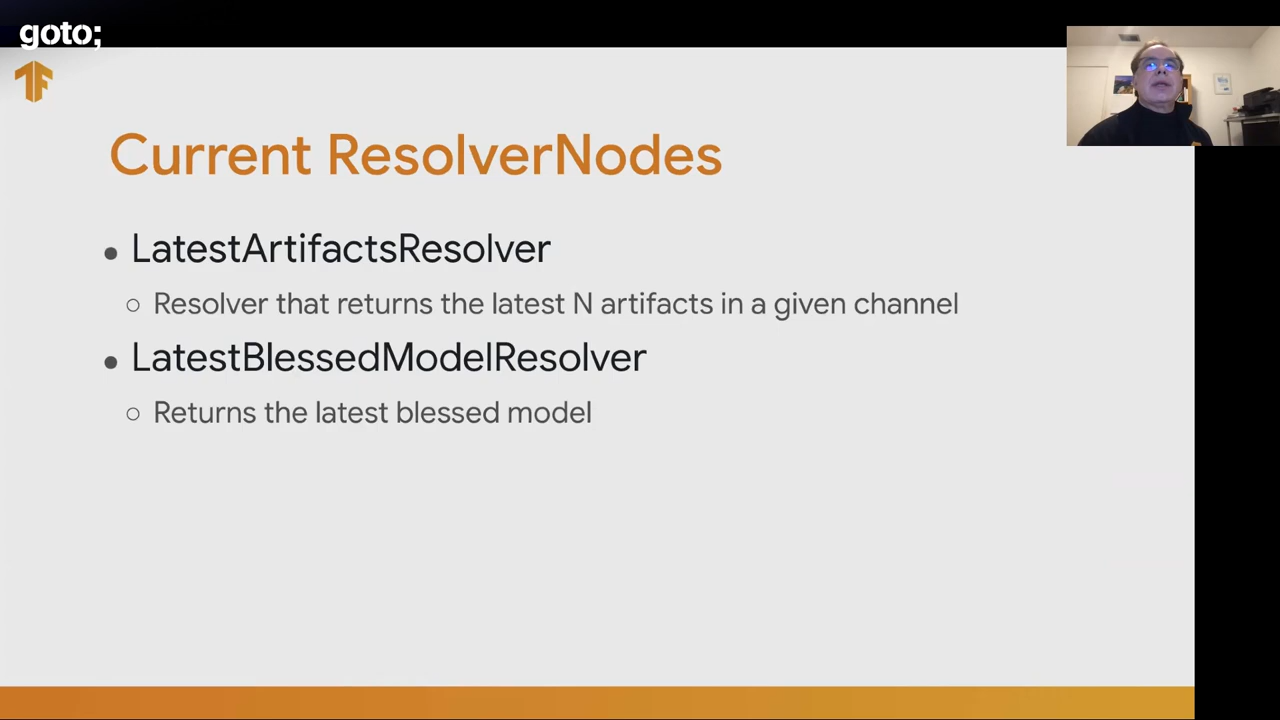 goto;
Current ResolverNodes
LatestArtifactsResolver
Resolver that returns the latest N artifacts in a given channel
LatestBlessedModelResolver
Returns the latest blessed model